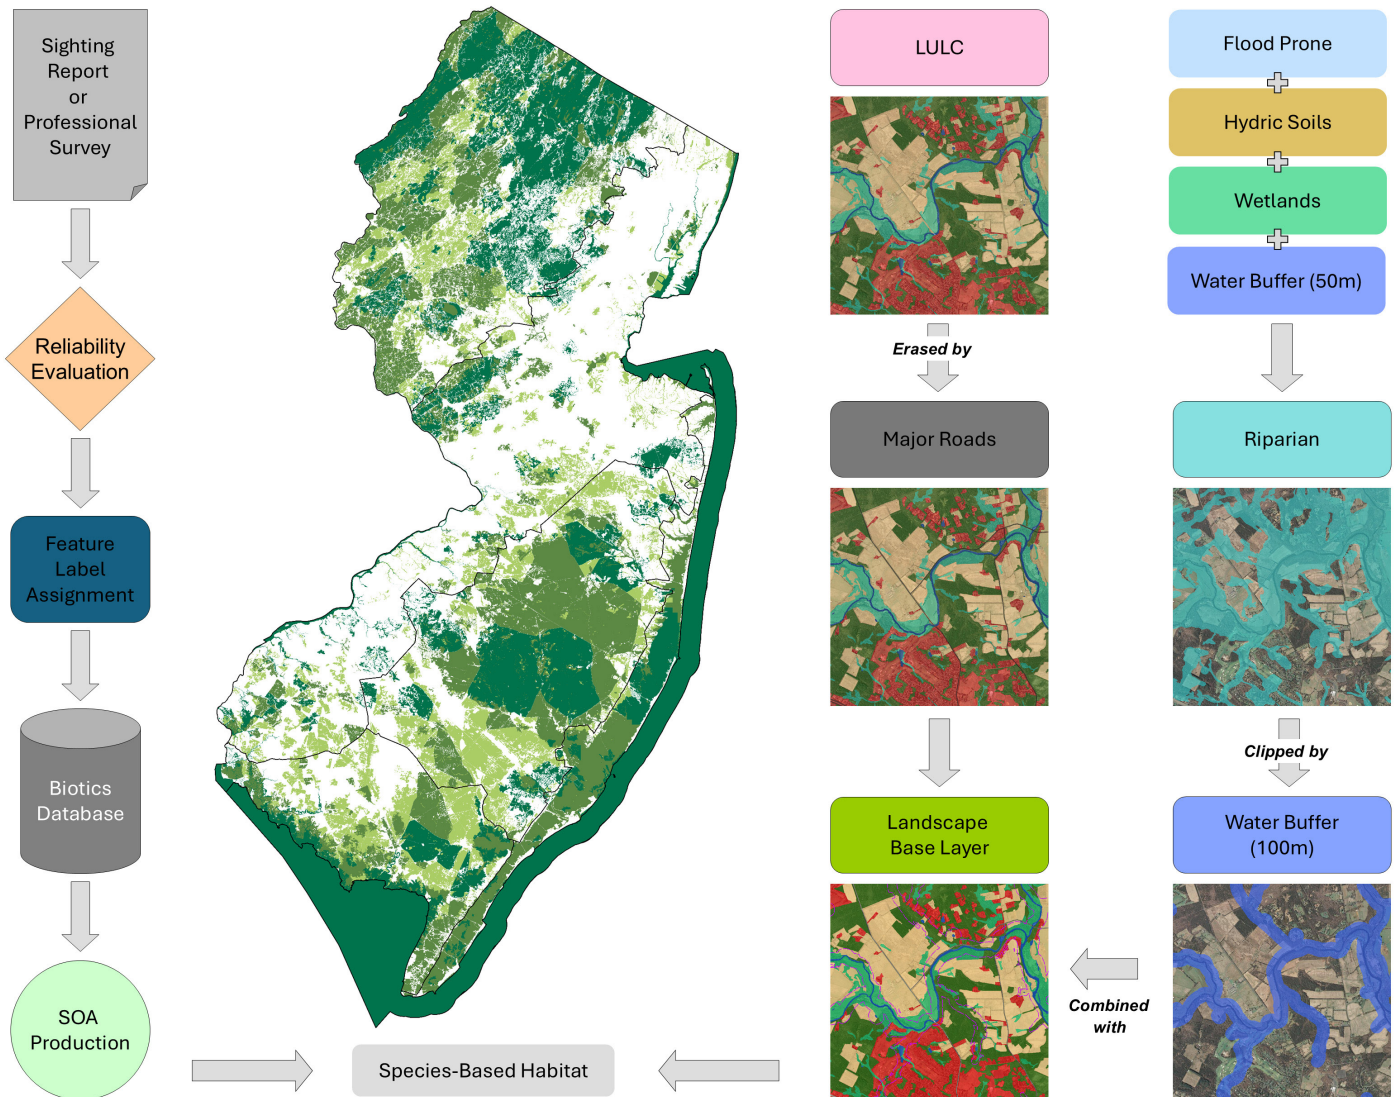 Sighting
Report
or
Professional
Survey
Reliability
Evaluation
Feature
Label
Assignment
Biotics
Database
SOA
Production
Species-Based Habitat
LULC
Erased by
Major Roads
Landscape
Base Layer
Flood Prone
Hydric Soils
Wetlands
Water Buffer (50m)
Riparian
Clipped by
Water Buffer
(100m)
Combined
with